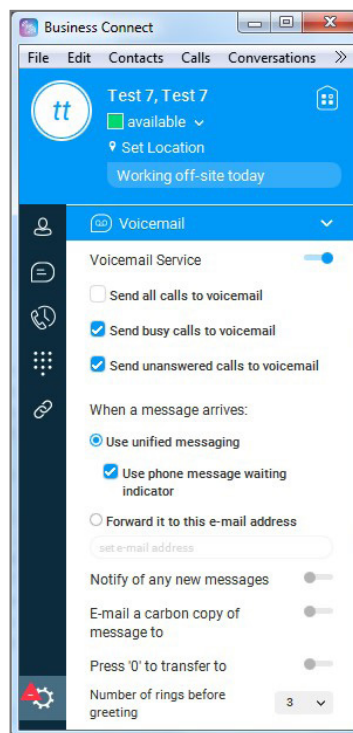 Business Connect
File Edit Contacts Calls Conversations »
tt
Test 7, Test 7
available
Set Location
Working off-site today
Voicemail
Voicemail Service
Send all calls to voicemail
Send busy calls to voicemail
Send unanswered calls to voicemail
When a message arrives:
Use unified messaging
Use phone message waiting
indicator
Forward it to this e-mail address
set e-mail address
Notify of any new messages
E-mail a carbon copy of
message to
Press '0' to transfer to
Number of rings before
greeting
3